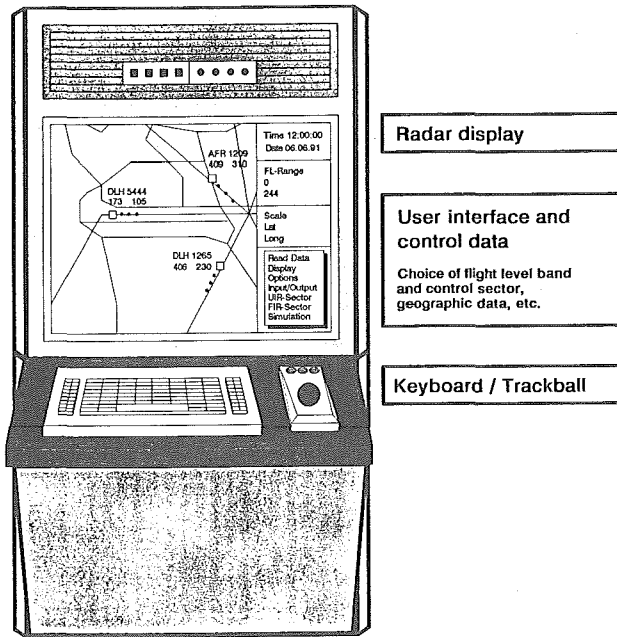 Time 12:00:00
Date 06.06.91
AFR 1209
409 310
FL-Range
0
244
DLH 5444
173 105
Scale
Lat
Long
DLH 1265
406 230
Read Data
Display
Options
Input/Output
UIR-Sector
FIR-Sector
Simulation
Radar display
User interface and
control data
Choice of flight level band
and control sector,
geographic data, etc.
Keyboard / Trackball